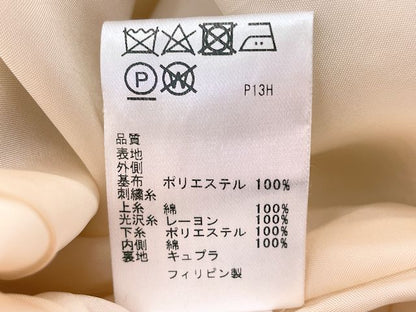 P W
P13H
品質
表地
外側
基布 ポリエステル 100%
刺繍糸
上糸 綿 100%
光沢糸 レーヨン 100%
下糸 ポリエステル 100%
内側 綿 100%
裏地 キュプラ
フィリピン製